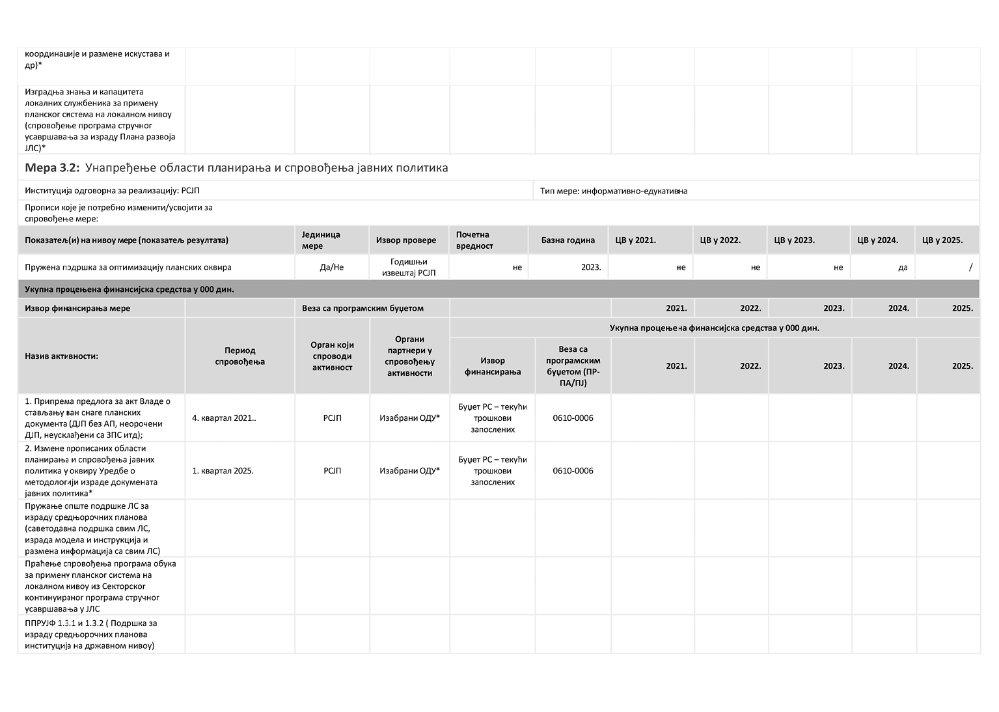 координације и размене искустава и
др)*
Изградња знања и капацитета
локалних службеника за примену
планског система на локалном нивоу
(спровођење програма стручног
усавршавања за израду Плана развоја
ЈЛС)*
Мера 3.2: Унапређење области планирања и спровођења јавних политика
Институција одговорна за реализацију: РСЈП
Тип мере: информативно-едукативна
Прописи које је потребно изменити/усвојити за
спровођење мере:
Показатељ(и) на нивоу мере (показатељ резултата)
Јединица
мере
Извор провере
Почетна
вредност
Базна година
ЦВ у 2021.
ЦВ у 2022.
ЦВ у 2023.
ЦВ у 2024.
ЦВ у 2025.
Пружена подршка за оптимизацију планских оквира
Да/Не
Годишњи
извештај РСЈП
не
2023.
не
не
не
да
/
Укупна процењена финансијска средства у 000 дин.
Извор финансирања мере
Веза са програмским буџетом
2021.
2022.
2023.
2024.
2025.
Назив активности:
Период
спровођења
Орган који
спроводи
активност
Органи
партнери у
спровођењу
активности
Укупна процењена финансијска средства у 000 дин.
Извор
финансирања
Веза са
програмским
буџетом (ПР-
ПА/ПЈ)
2021.
2022.
2023.
2024.
2025.
1. Припрема предлога за акт Владе о
стављању ван снаге планских
докумената (ДЈП без АП, неорочени
ДЈП, неусклађени са ЗПС итд);
4. квартал 2021..
РСЈП
Изабрани ОДУ*
Буџет РС – текући
трошкови
запослених
0610-0006
2. Измене прописаних области
планирања и спровођења јавних
политика у оквиру Уредбе о
методологији израде докумената
јавних политика*
1. квартал 2025.
РСЈП
Изабрани ОДУ*
Буџет РС – текући
трошкови
запослених
0610-0006
Пружање опште подршке ЛС за
израду средњорочних планова
(саветодавна подршка свим ЛС,
израда модела и инструкција и
размена информација са свим ЛС)
Праћење спровођења програма обука
за примену планског система на
локалном нивоу из Секторског
континуираног програма стручног
усавршавања у ЈЛС
ППРУЈФ 1.3.1 и 1.3.2 ( Подршка за
израду средњорочних планова
институција на државном нивоу)